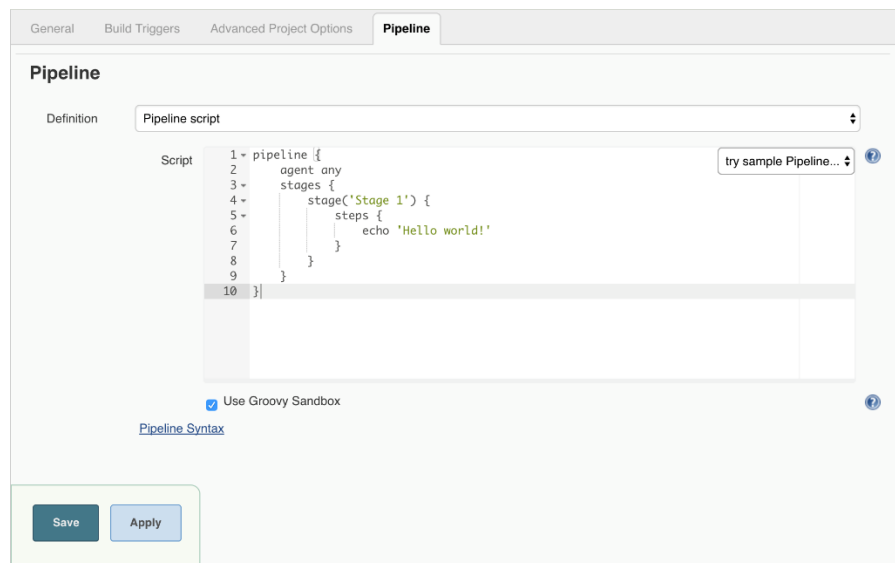 General Build Triggers Advanced Project Options Pipeline
Pipeline
Definition Pipeline script
Script try sample Pipeline...
1 pipeline {
2     agent any
3     stages {
4         stage('Stage 1') {
5             steps {
6                 echo 'Hello world!'
7             }
8         }
9     }
10 }
Use Groovy Sandbox
Pipeline Syntax
Save Apply